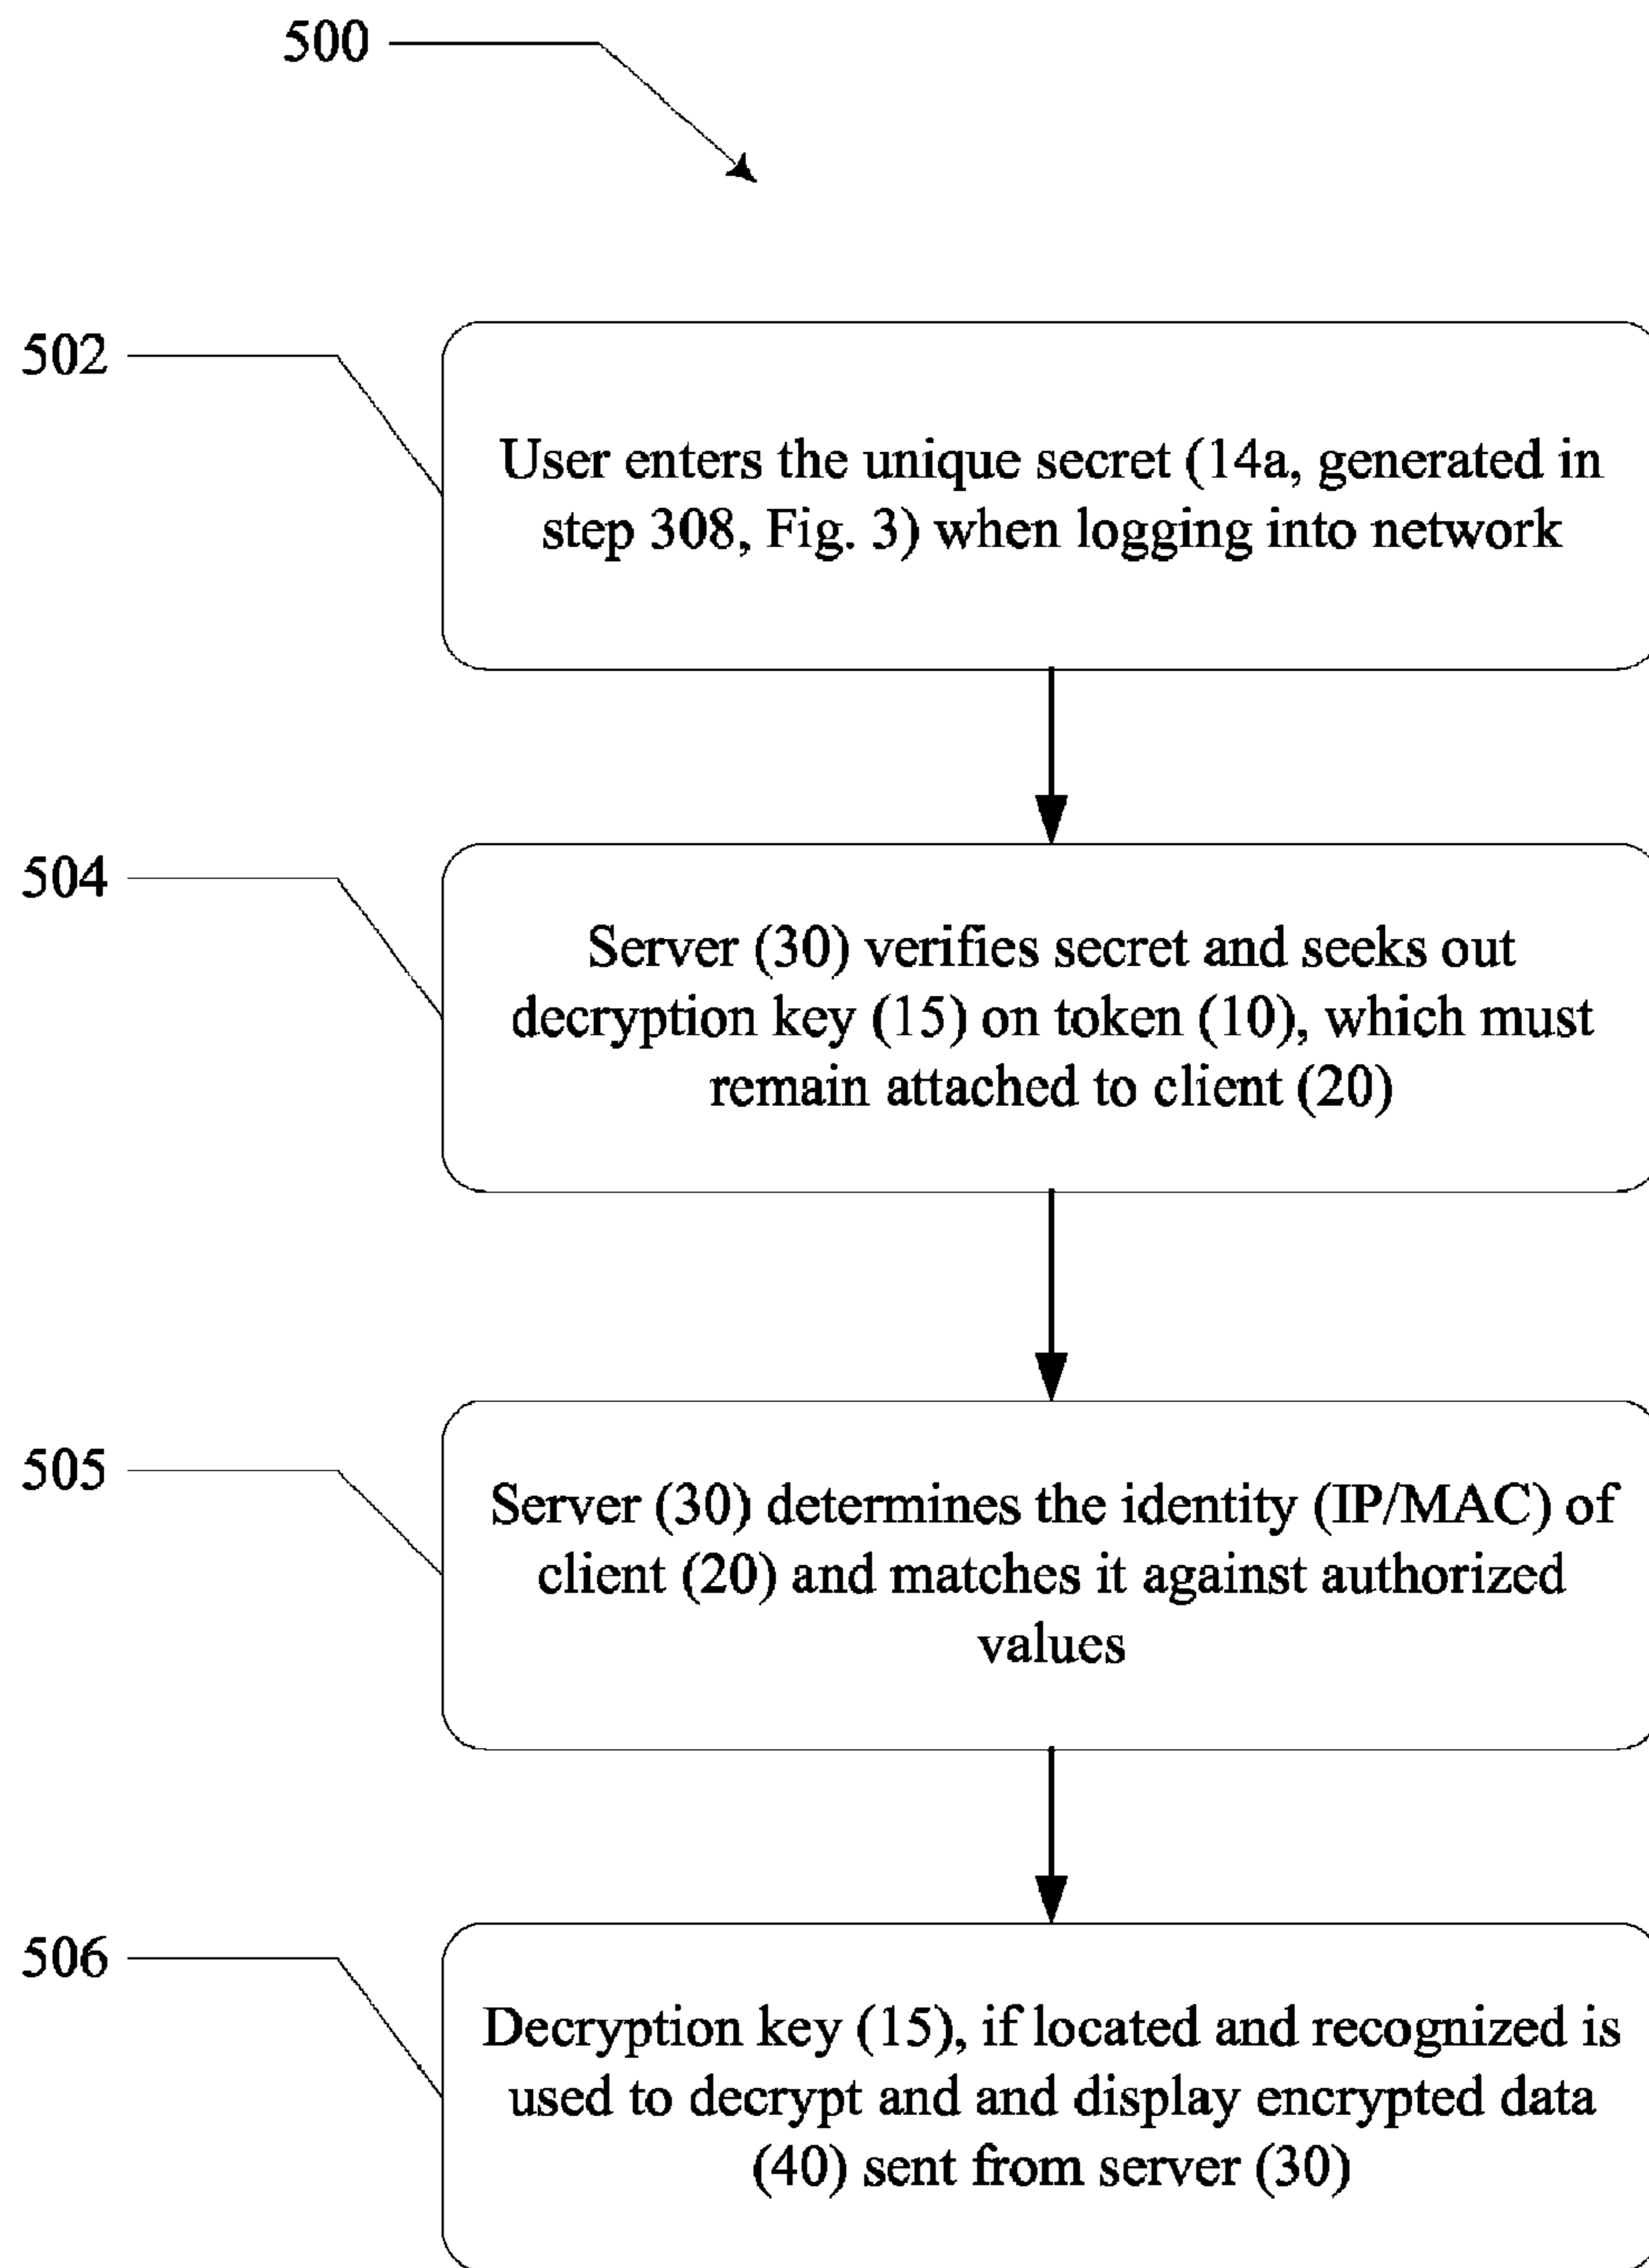 500
502
User enters the unique secret (14a, generated in
step 308, Fig. 3) when logging into network
504
Server (30) verifies secret and seeks out
decryption key (15) on token (10), which must
remain attached to client (20)
505
Server (30) determines the identity (IP/MAC) of
client (20) and matches it against authorized
values
506
Decryption key (15), if located and recognized is
used to decrypt and and display encrypted data
(40) sent from server (30)